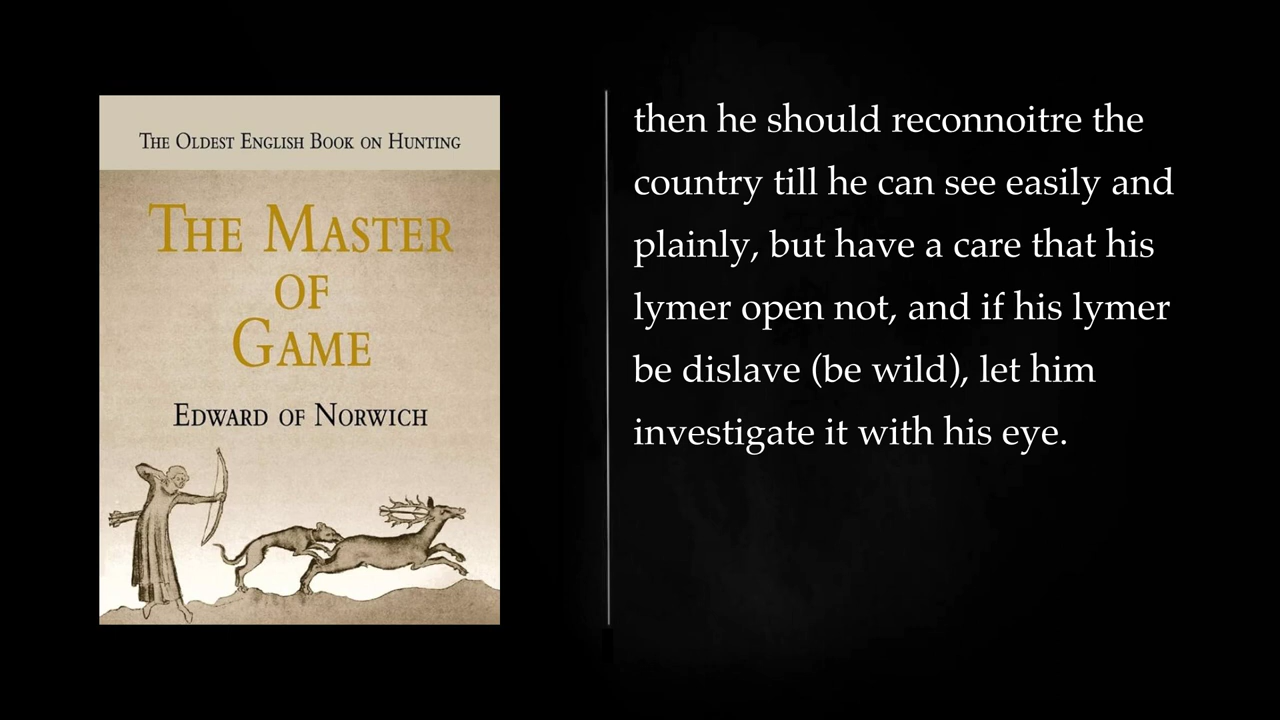 The Oldest English Book on Hunting
The Master
of
Game
Edward of Norwich
then he should reconnoitre the
country till he can see easily and
plainly, but have a care that his
lymer open not, and if his lymer
be dislave (be wild), let him
investigate it with his eye.